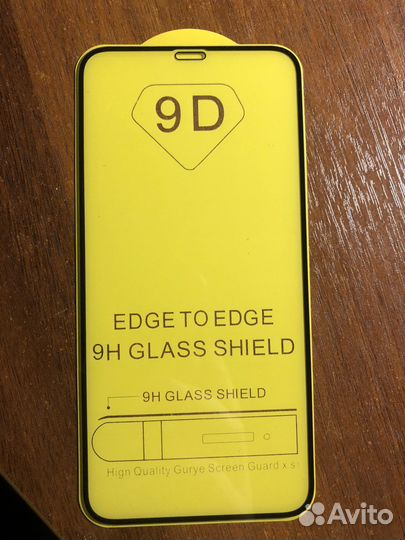 9D
EDGE TO EDGE
9H GLASS SHIELD
9H GLASS SHIELD
Hign Quality Gurye Screen Guard x s
Avito